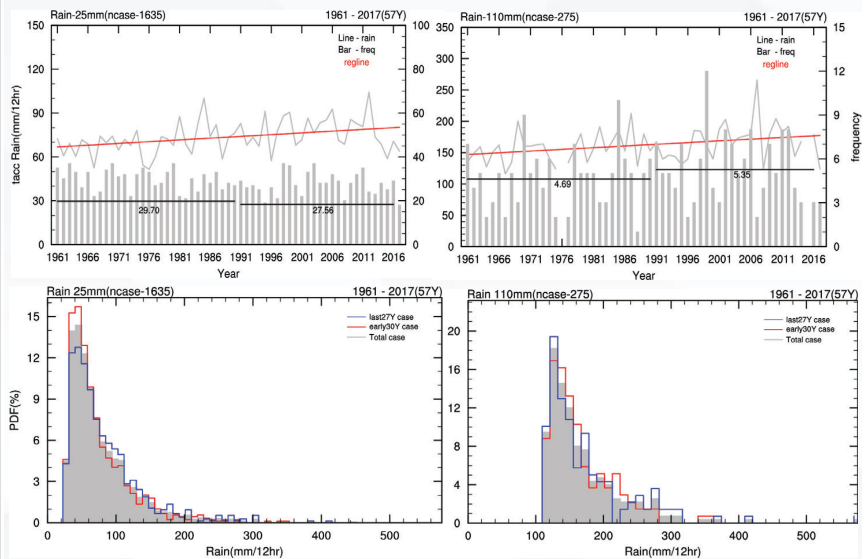 Rain-25mm(ncase-1635) 1961 - 2017(57Y)
150 100
Line - rain
Bar - freq
regline
120 80
90 60
60 40
30 20
0 0
29.70 27.56
tacc Rain(mm/12hr)
1961 1966 1971 1976 1981 1986 1991 1996 2001 2006 2011 2016
Year
Rain-110mm(ncase-275) 1961 - 2017(57Y)
350 15
Line - rain
Bar - freq
regline
300 12
250
200 9
150 6
100
50 3
0 0
4.69 5.35
frequency
1961 1966 1971 1976 1981 1986 1991 1996 2001 2006 2011 2016
Year
Rain 25mm(ncase-1635) 1961 - 2017(57Y)
last27Y case
early30Y case
Total case
15
12
9
6
3
0
PDF(%)
0 100 200 300 400 500
Rain(mm/12hr)
Rain 110mm(ncase-275) 1961 - 2017(57Y)
last27Y case
early30Y case
Total case
20
16
12
8
4
0
0 100 200 300 400 500
Rain(mm/12hr)